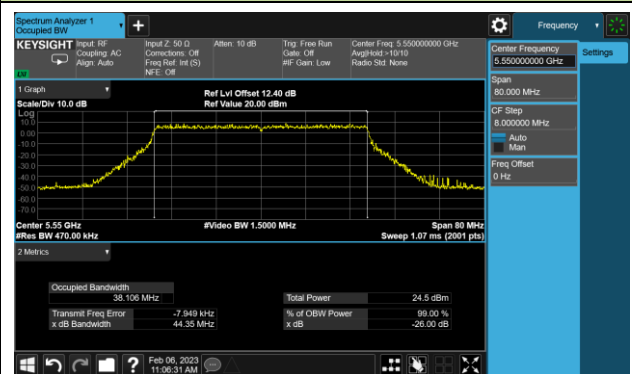 Spectrum Analyzer 1
Occupied BW
+
Frequency
KEYSIGHT
Input: RF
Coupling: AC
Align: Auto
Input Z: 50 Ω
Corrections: Off
Freq Ref: Int (S)
NFE: Off
Atten: 10 dB
Trig: Free Run
Gate: Off
#IF Gain: Low
Center Freq: 5.550000000 GHz
Avg|Hold:>10/10
Radio Std: None
Center Frequency
5.550000000 GHz
Settings
Span
80.000 MHz
CF Step
8.000000 MHz
Auto
Man
Freq Offset
0 Hz
1 Graph
Scale/Div 10.0 dB
Ref Lvl Offset 12.40 dB
Ref Value 20.00 dBm
Log
10.0
0.00
-10.0
-20.0
-30.0
-40.0
-50.0
-60.0
-70.0
Center 5.55 GHz
#Video BW 1.5000 MHz
Span 80 MHz
#Res BW 470.00 kHz
Sweep 1.07 ms (2001 pts)
2 Metrics
Occupied Bandwidth
38.106 MHz
Total Power 24.5 dBm
Transmit Freq Error -7.949 kHz
% of OBW Power 99.00 %
x dB Bandwidth 44.35 MHz
x dB -26.00 dB
?
Feb 06, 2023
11:06:31 AM